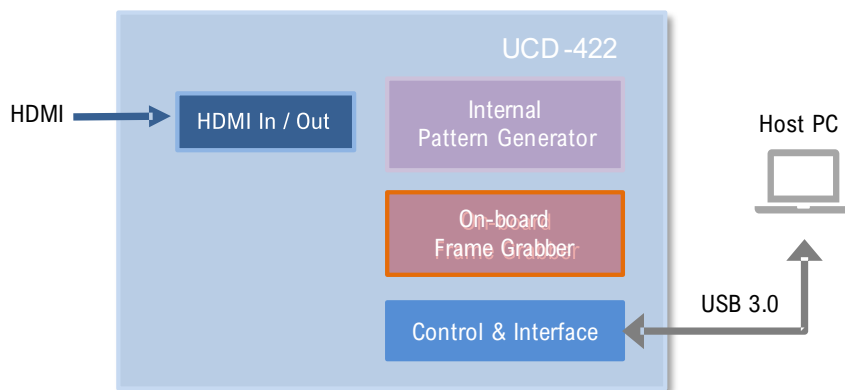 UCD-422
HDMI
HDMI In / Out
Internal
Pattern Generator
Host PC
On-board
Frame Grabber
USB 3.0
Control & Interface